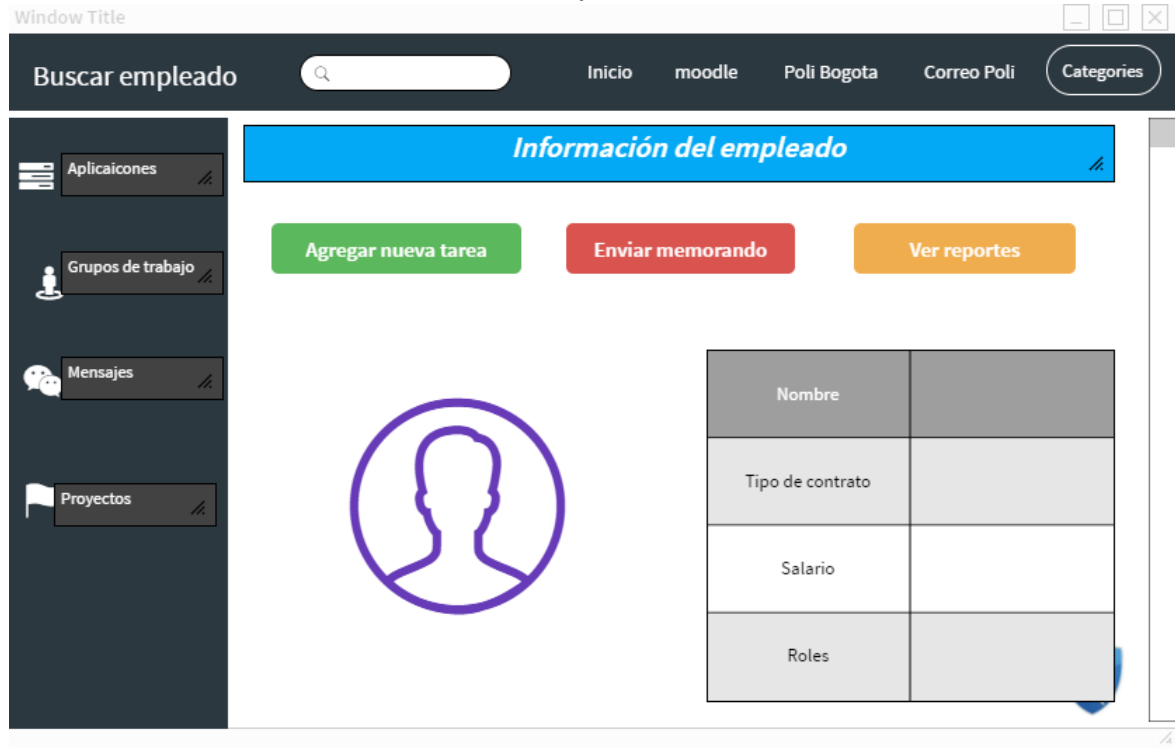 Window Title
Buscar empleado
Inicio
moodle
Poli Bogota
Correo Poli
Categories
Información del empleado
Aplicaicones
Grupos de trabajo
Mensajes
Proyectos
Agregar nueva tarea
Enviar memorando
Ver reportes
Nombre
Tipo de contrato
Salario
Roles